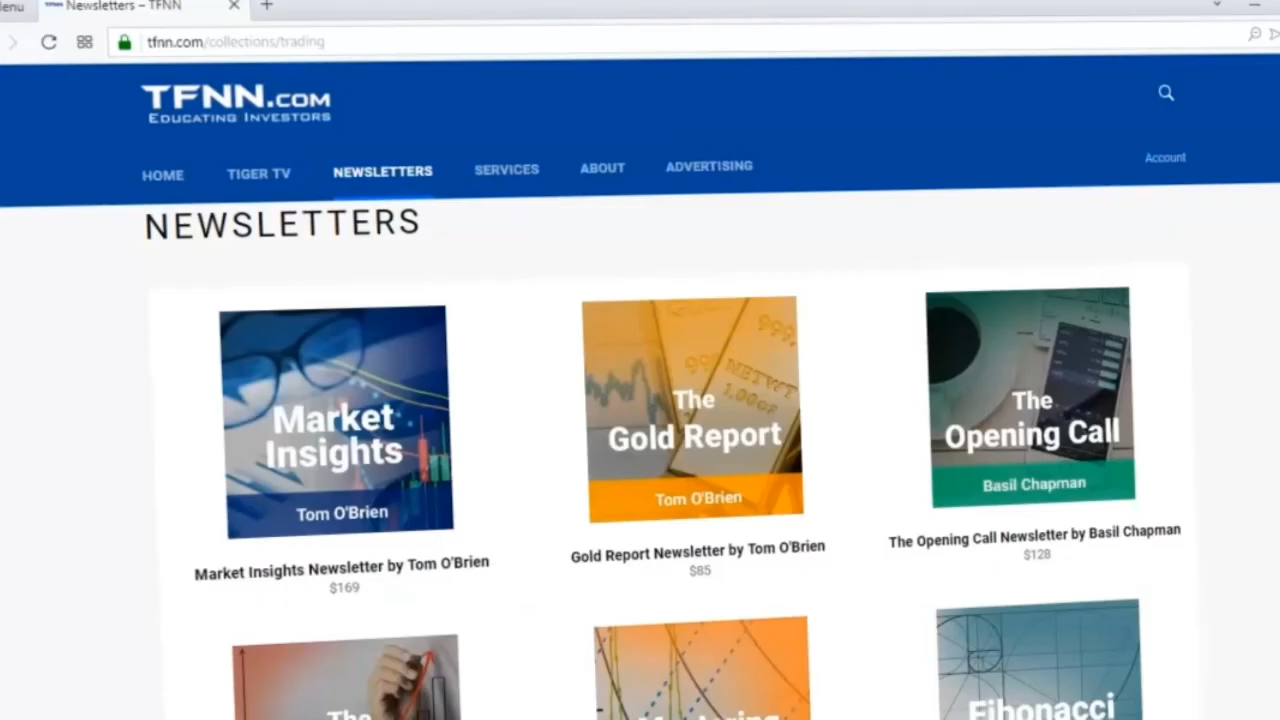 Newsletters – TFNN
tfnn.com/collections/trading
TFNN.COM
EDUCATING INVESTORS
Account
HOME TIGER TV NEWSLETTERS SERVICES ABOUT ADVERTISING
NEWSLETTERS
Market
Insights
Tom O'Brien
Market Insights Newsletter by Tom O'Brien
$169
The
Gold Report
Tom O'Brien
Gold Report Newsletter by Tom O'Brien
$85
The
Opening Call
Basil Chapman
The Opening Call Newsletter by Basil Chapman
$128
The
Fibonacci